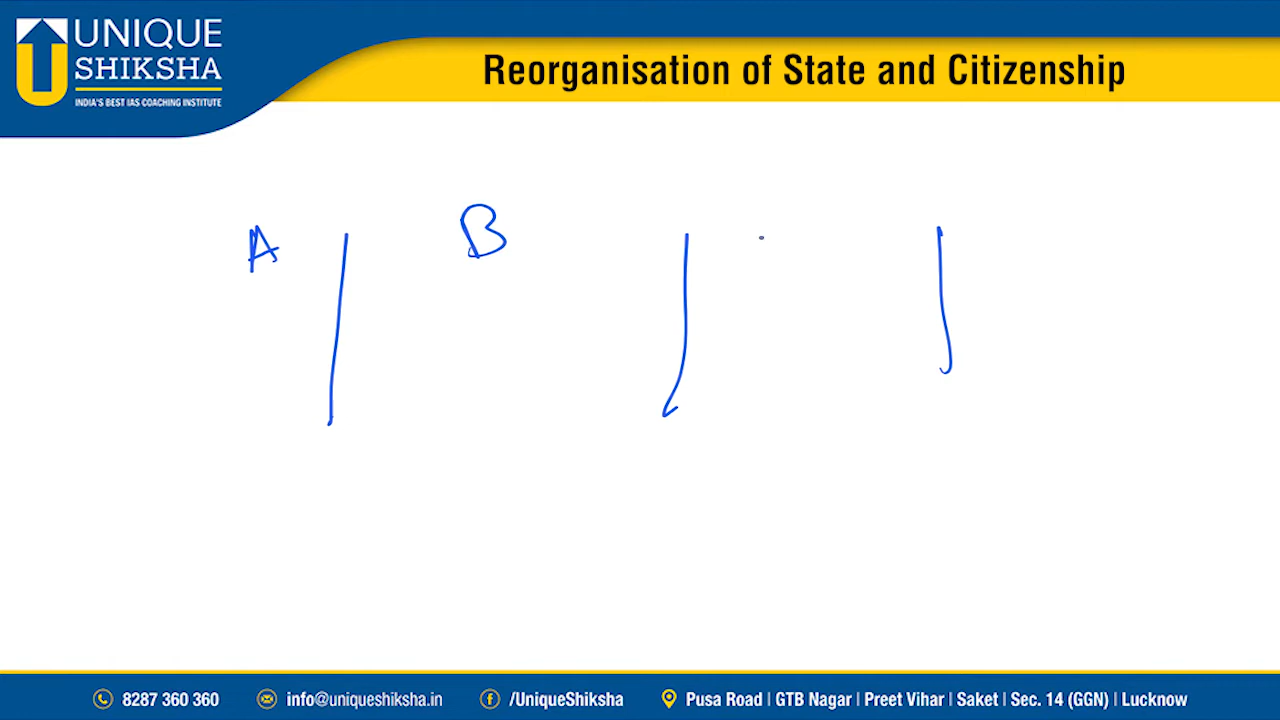 UNIQUE
SHIKSHA
INDIA'S BEST IAS COACHING INSTITUTE
Reorganisation of State and Citizenship
A B
8287 360 360 info@uniqueshiksha.in /UniqueShiksha Pusa Road | GTB Nagar | Preet Vihar | Saket | Sec. 14 (GGN) | Lucknow